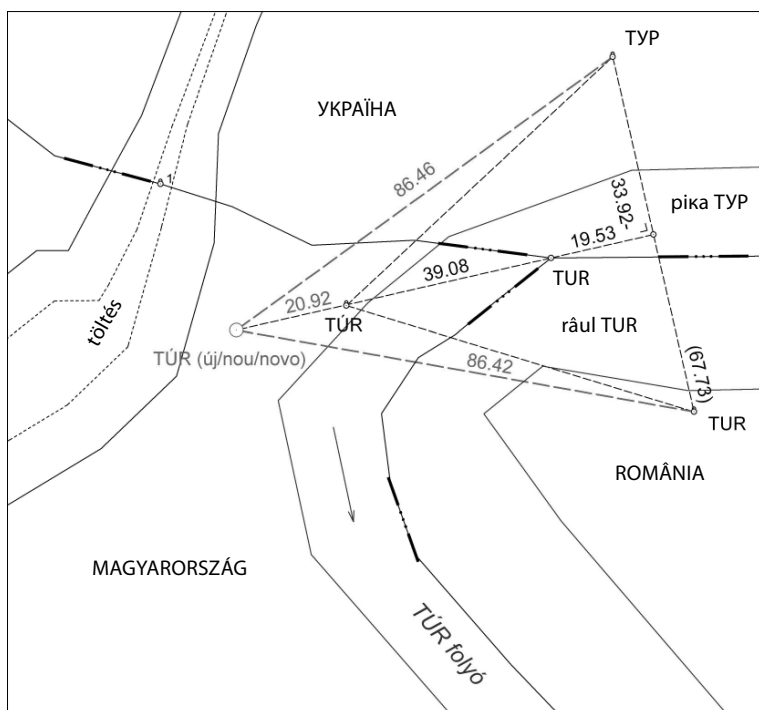 ТУР
УКРАЇНА
1
86.46
33.92-
ріка ТУР
19.53
39.08
TUR
20.92
TÚR
râul TUR
töltés
TÚR (új/nou/novo)
86.42
(67.73)
TUR
ROMÂNIA
MAGYARORSZÁG
TÚR folyó